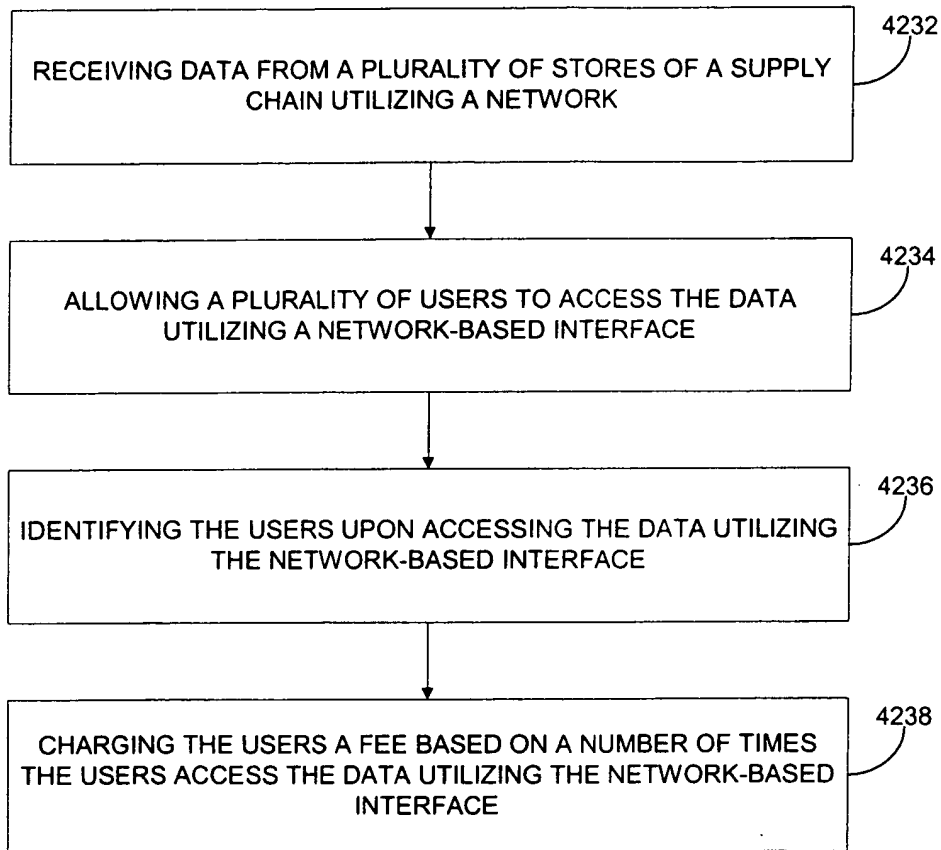 4232
RECEIVING DATA FROM A PLURALITY OF STORES OF A SUPPLY
CHAIN UTILIZING A NETWORK
4234
ALLOWING A PLURALITY OF USERS TO ACCESS THE DATA
UTILIZING A NETWORK-BASED INTERFACE
4236
IDENTIFYING THE USERS UPON ACCESSING THE DATA UTILIZING
THE NETWORK-BASED INTERFACE
4238
CHARGING THE USERS A FEE BASED ON A NUMBER OF TIMES
THE USERS ACCESS THE DATA UTILIZING THE NETWORK-BASED
INTERFACE